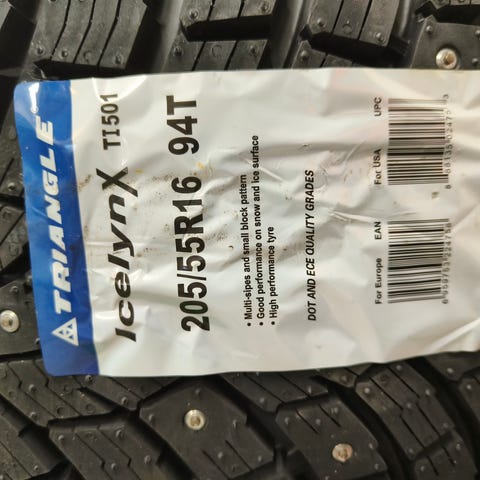 TRIANGLE
IcelynX TI501
205/55R16 94T
• Multi-sipes and small block pattern
• Good performance on snow and ice surface
• High performance tyre
DOT AND ECE QUALITY GRADES
For Europe EAN
For USA UPC